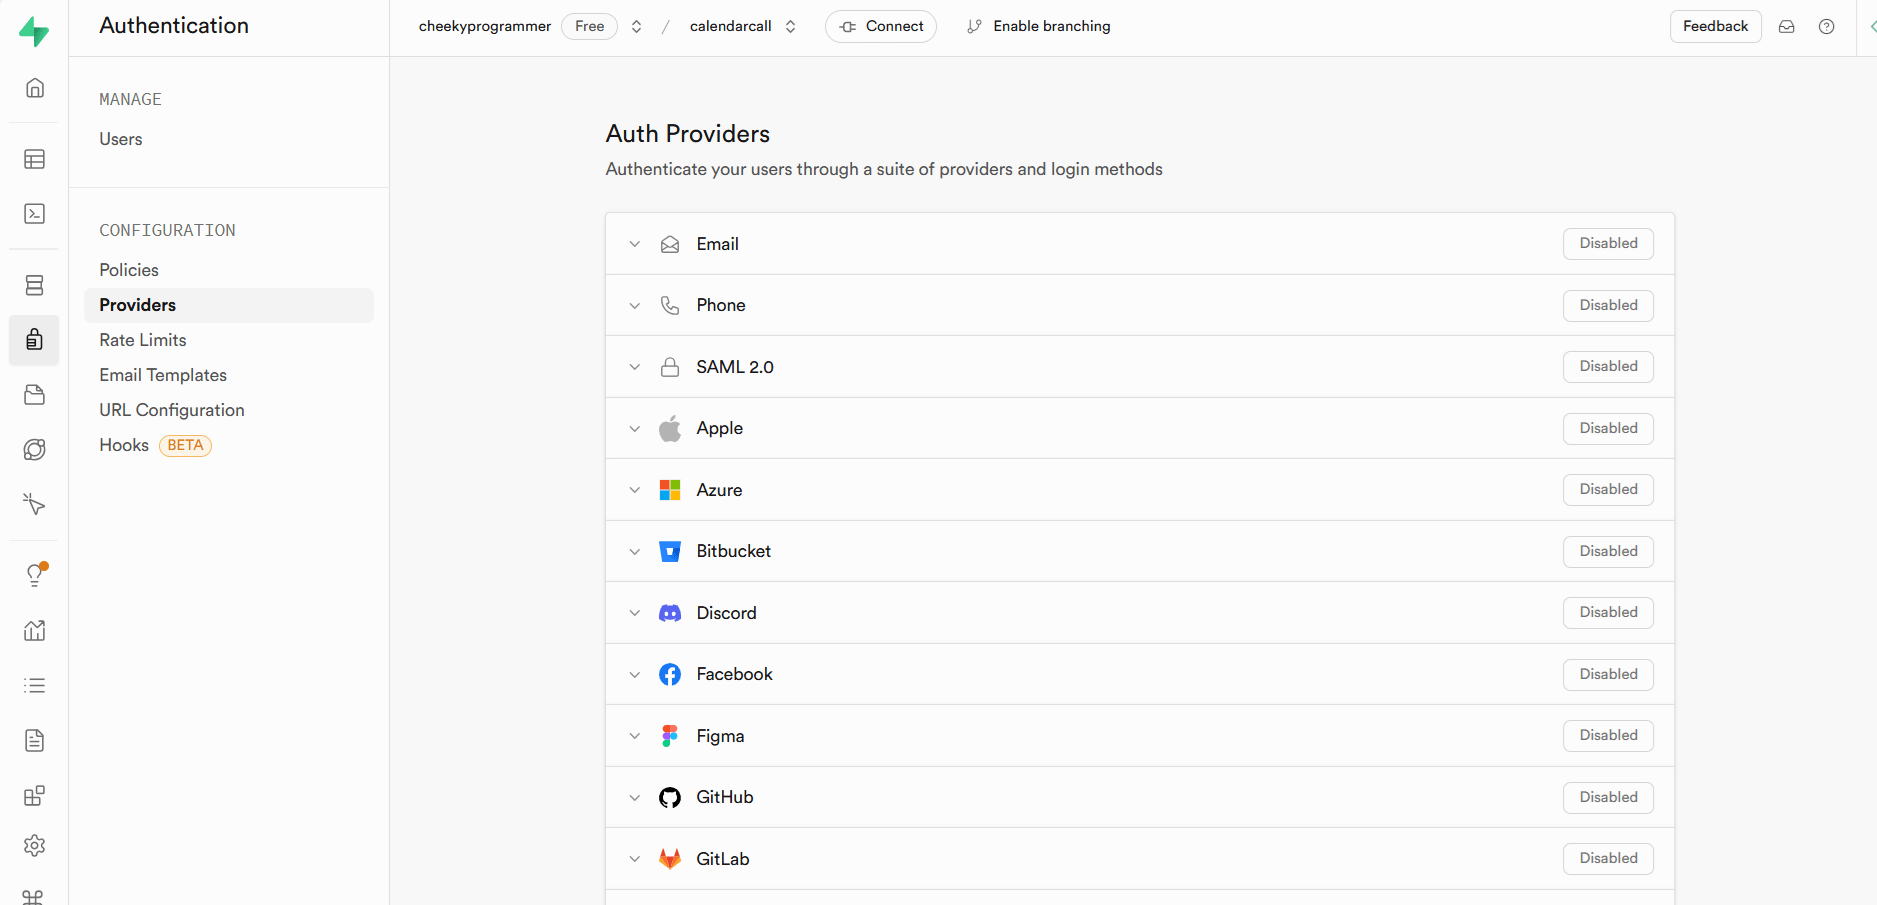 Authentication
cheekyprogrammer Free / calendarcall Connect Enable branching Feedback
MANAGE
Users
CONFIGURATION
Policies
Providers
Rate Limits
Email Templates
URL Configuration
Hooks BETA
Auth Providers
Authenticate your users through a suite of providers and login methods
Email Disabled
Phone Disabled
SAML 2.0 Disabled
Apple Disabled
Azure Disabled
Bitbucket Disabled
Discord Disabled
Facebook Disabled
Figma Disabled
GitHub Disabled
GitLab Disabled